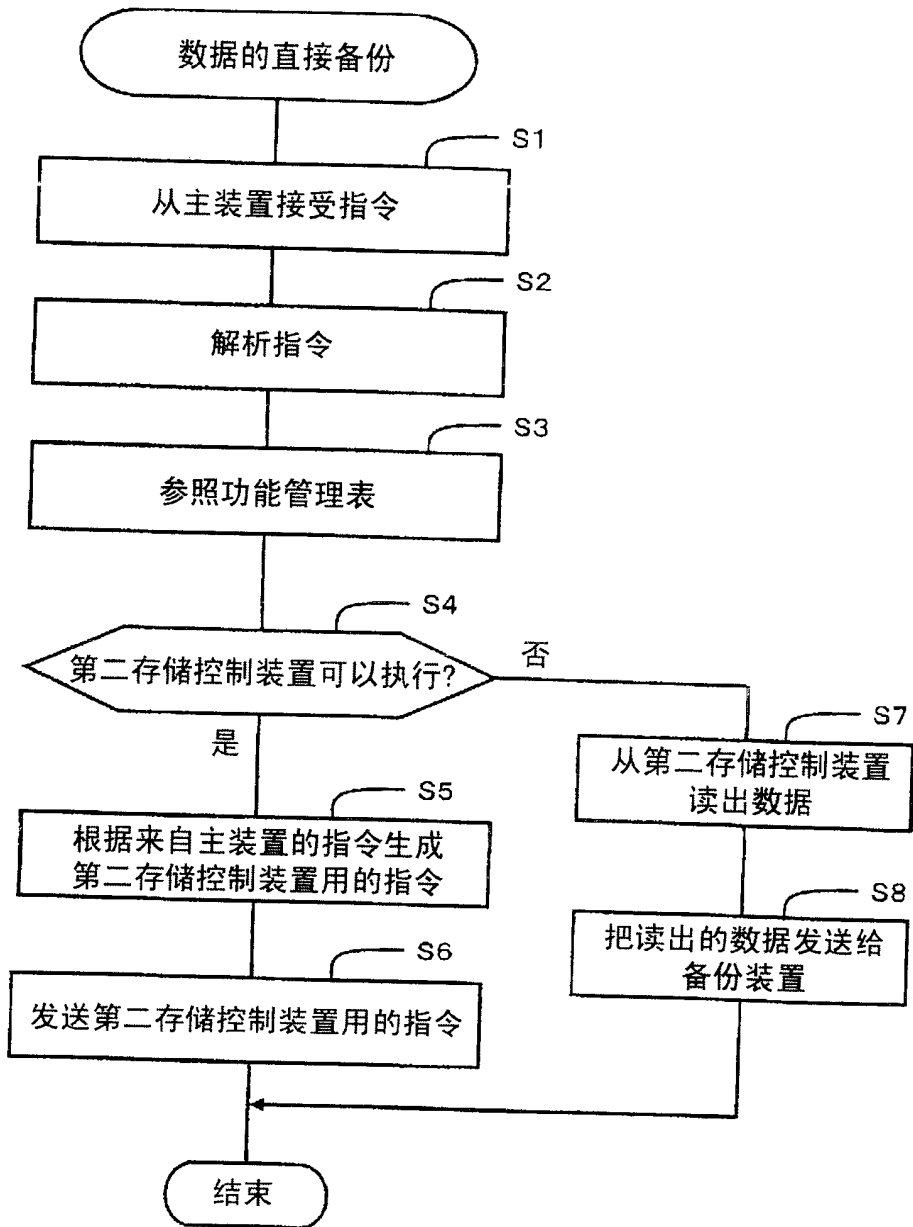 数据的直接备份
S1
从主装置接受指令
S2
解析指令
S3
参照功能管理表
S4
第二存储控制装置可以执行?
否
是
S7
从第二存储控制装置
读出数据
S5
根据来自主装置的指令生成
第二存储控制装置用的指令
S8
把读出的数据发送给
备份装置
S6
发送第二存储控制装置用的指令
结束